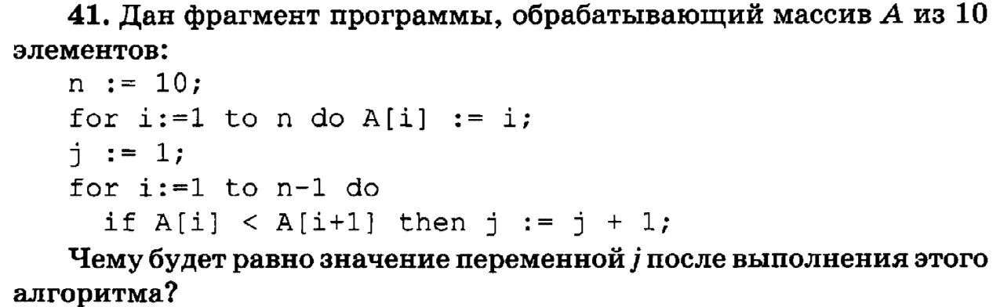 41. Дан фрагмент программы, обрабатывающий массив A из 10
элементов:
n := 10;
for i:=1 to n do A[i] := i;
j := 1;
for i:=1 to n-1 do
if A[i] < A[i+1] then j := j + 1;
Чему будет равно значение переменной j после выполнения этого
алгоритма?